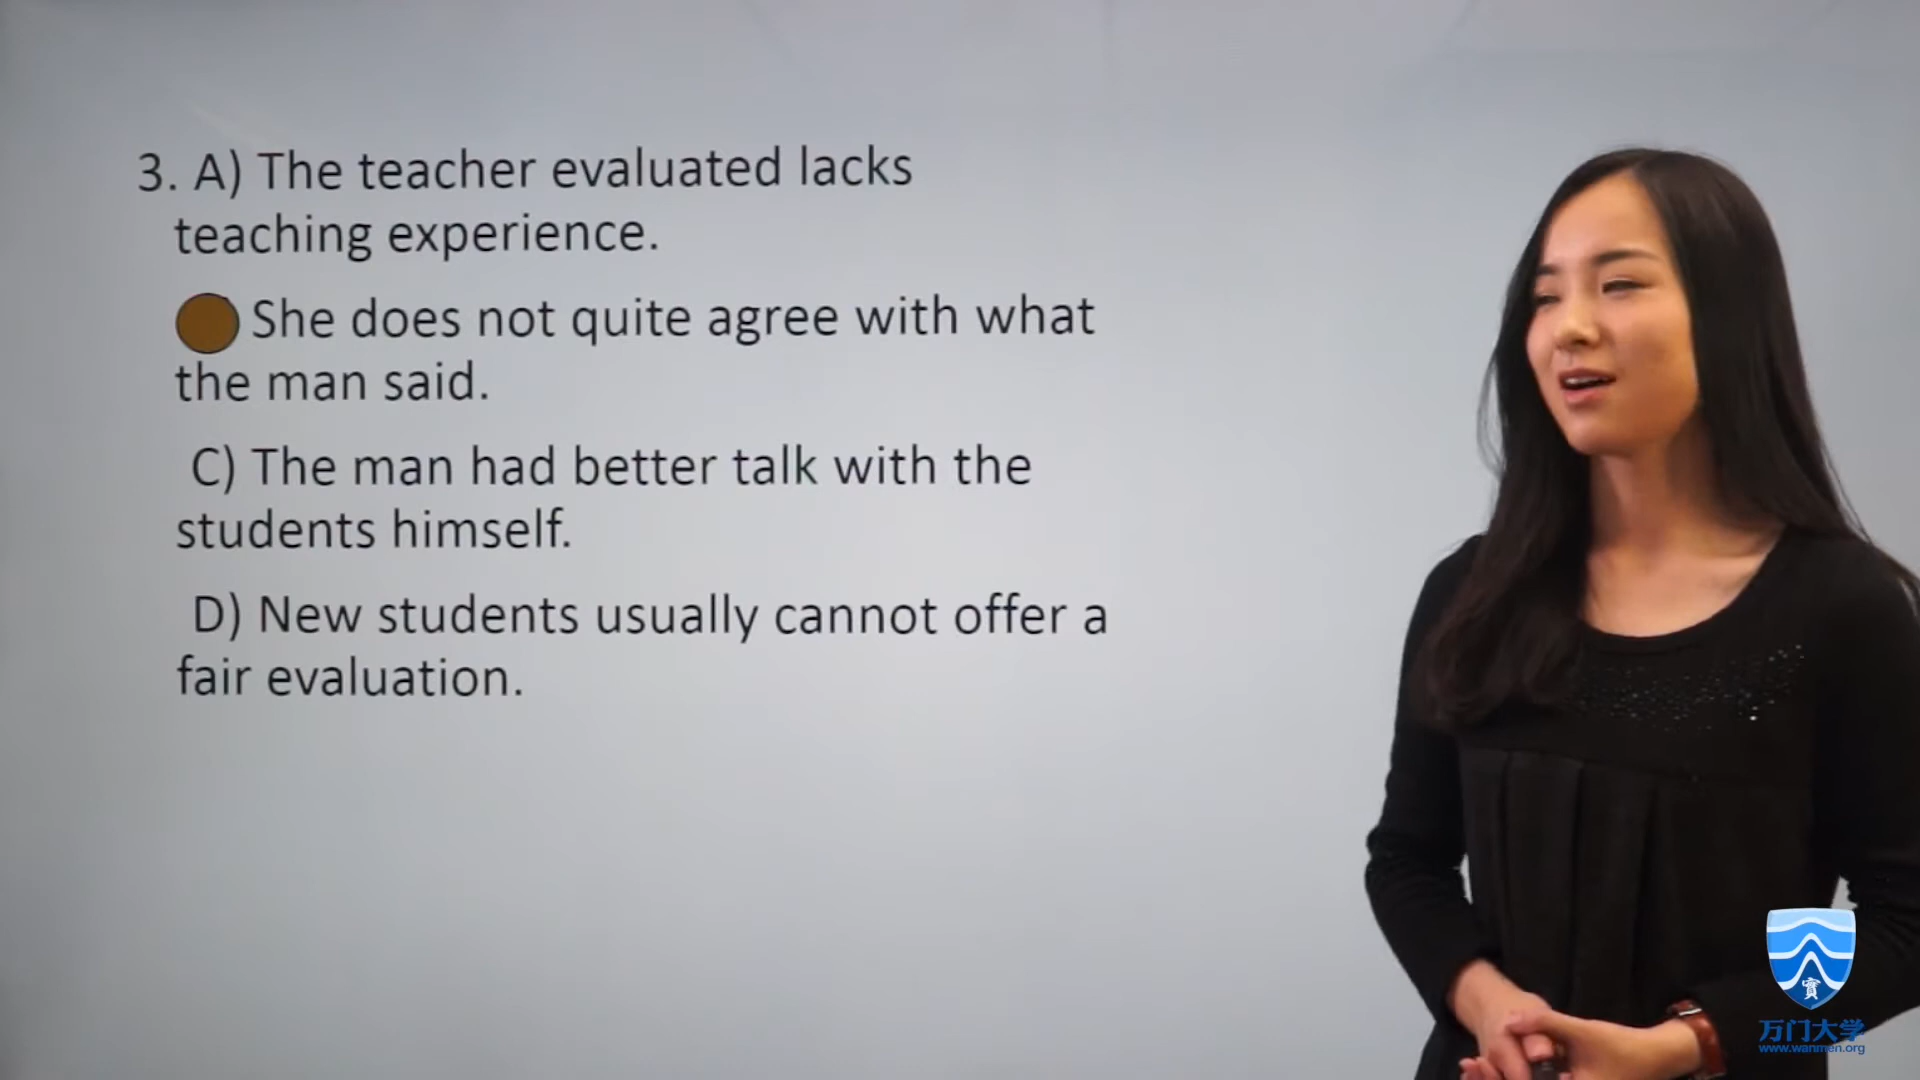 3. A) The teacher evaluated lacks
teaching experience.
She does not quite agree with what
the man said.
C) The man had better talk with the
students himself.
D) New students usually cannot offer a
fair evaluation.
實
万门大学
www.wanmen.org